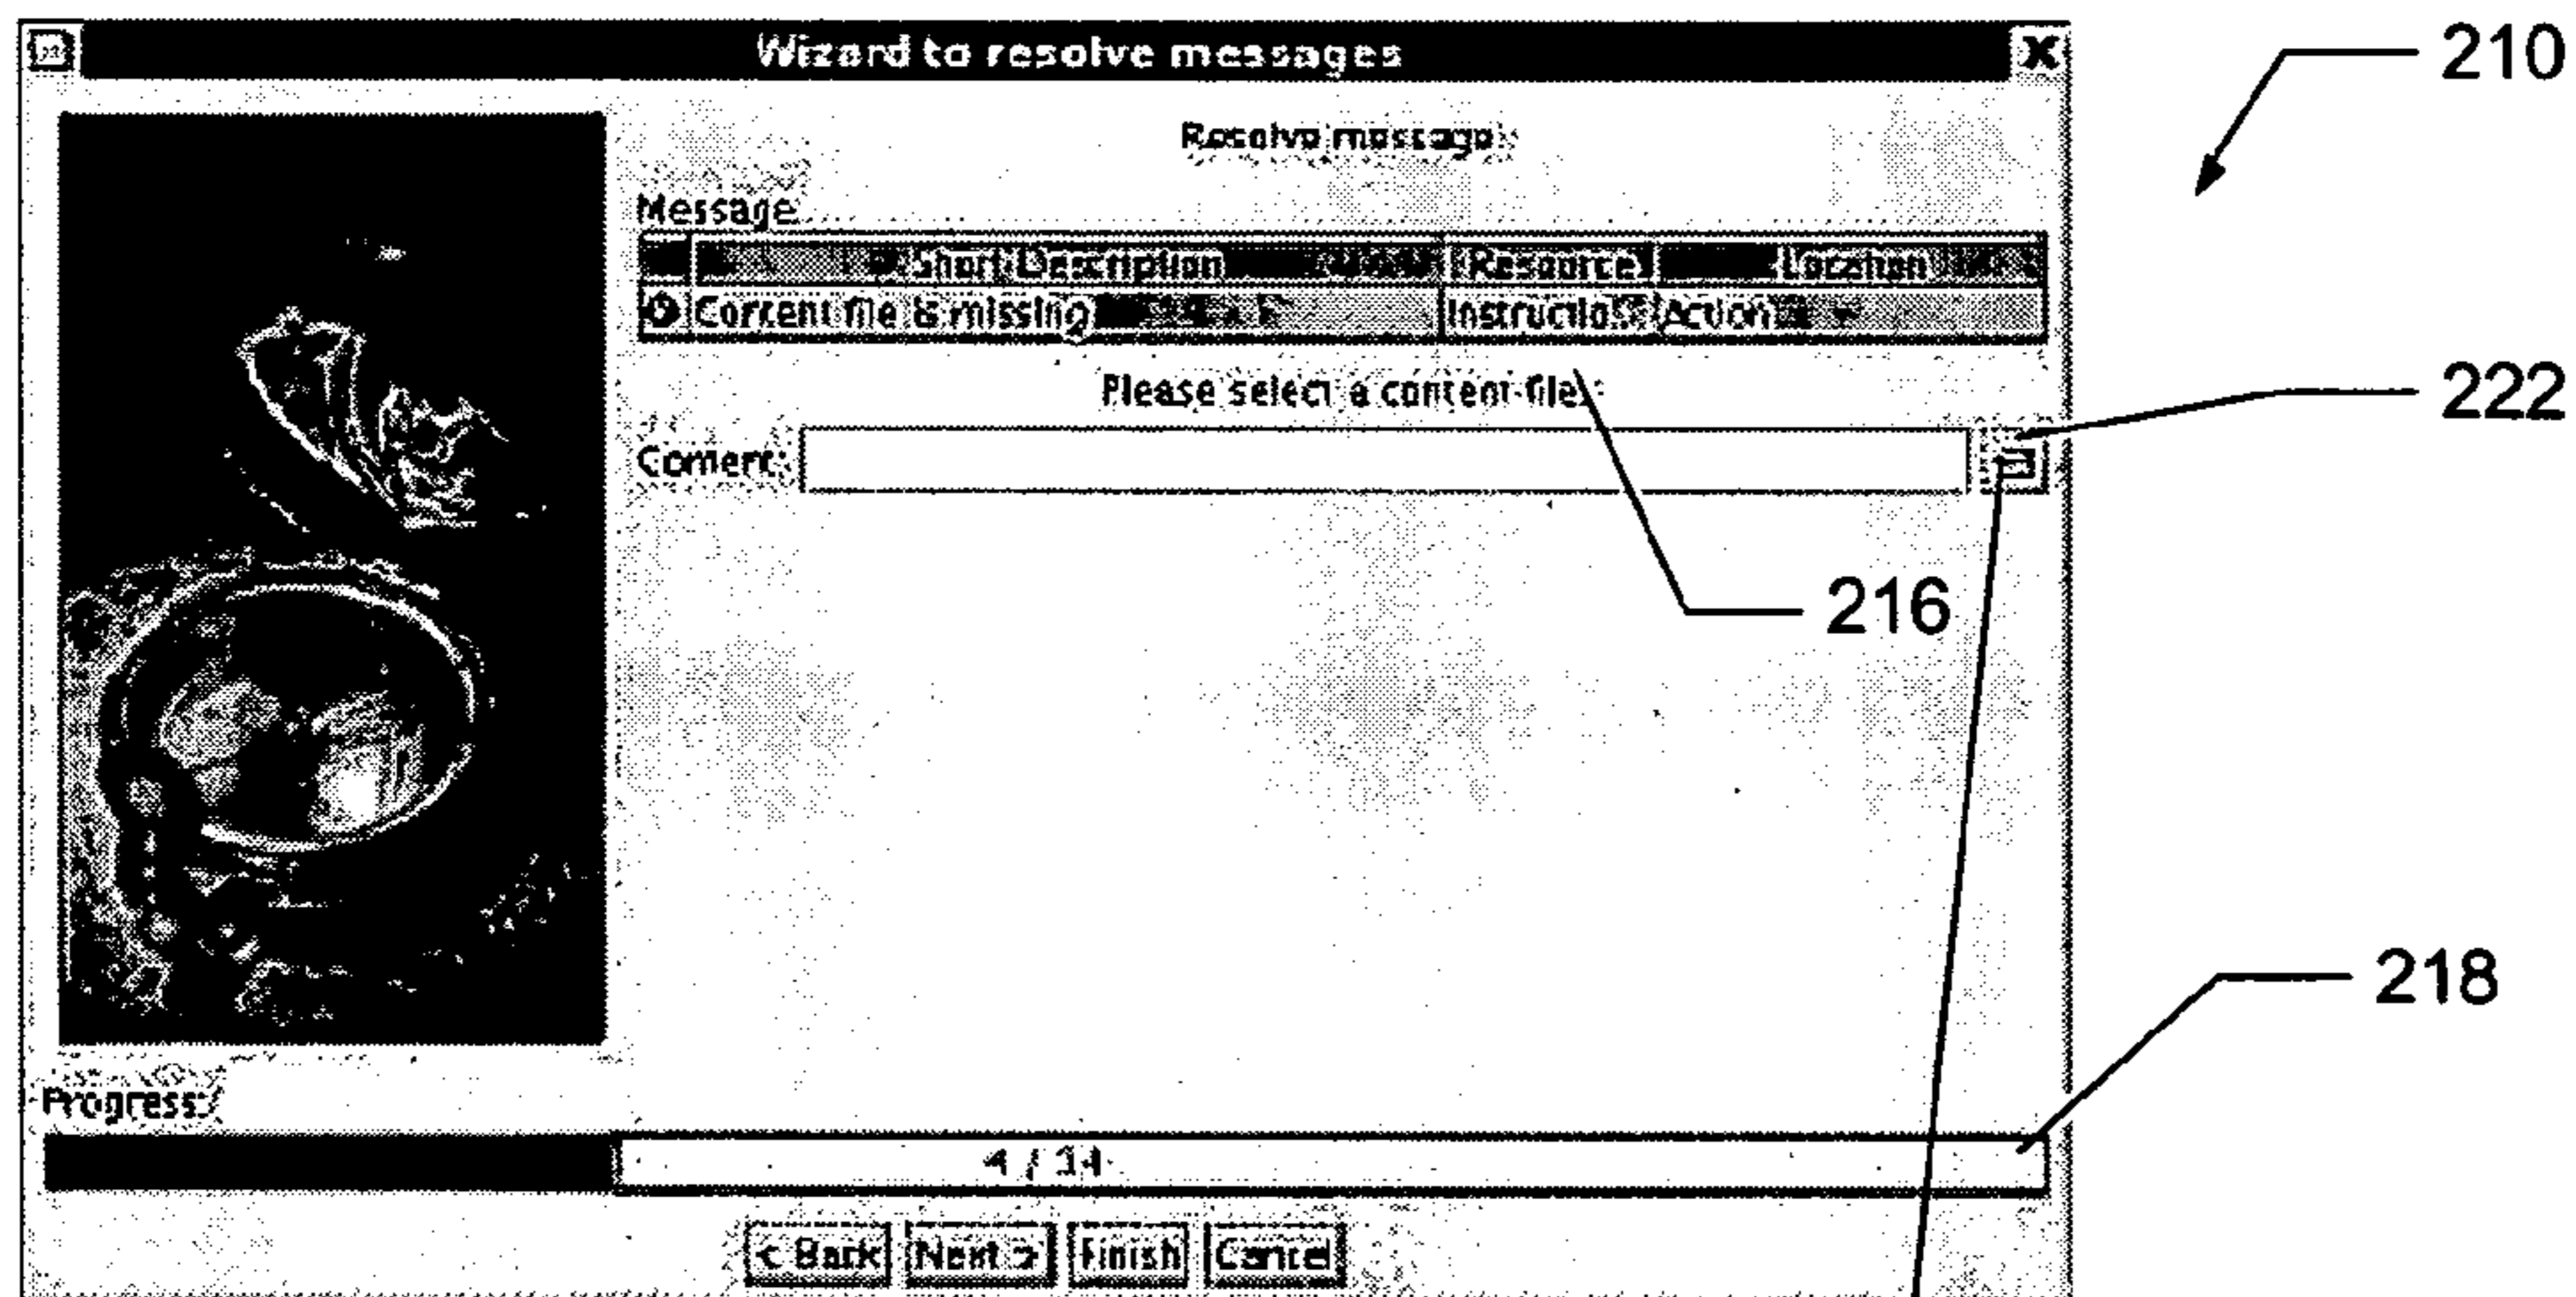 Wizard to resolve messages
210
Resolve message
Message
Short Description Resource Location
Content file is missing Instructio Action
Please select a content file:
222
Content:
216
218
Progress:
4 / 14
< Back Next > Finish Cancel